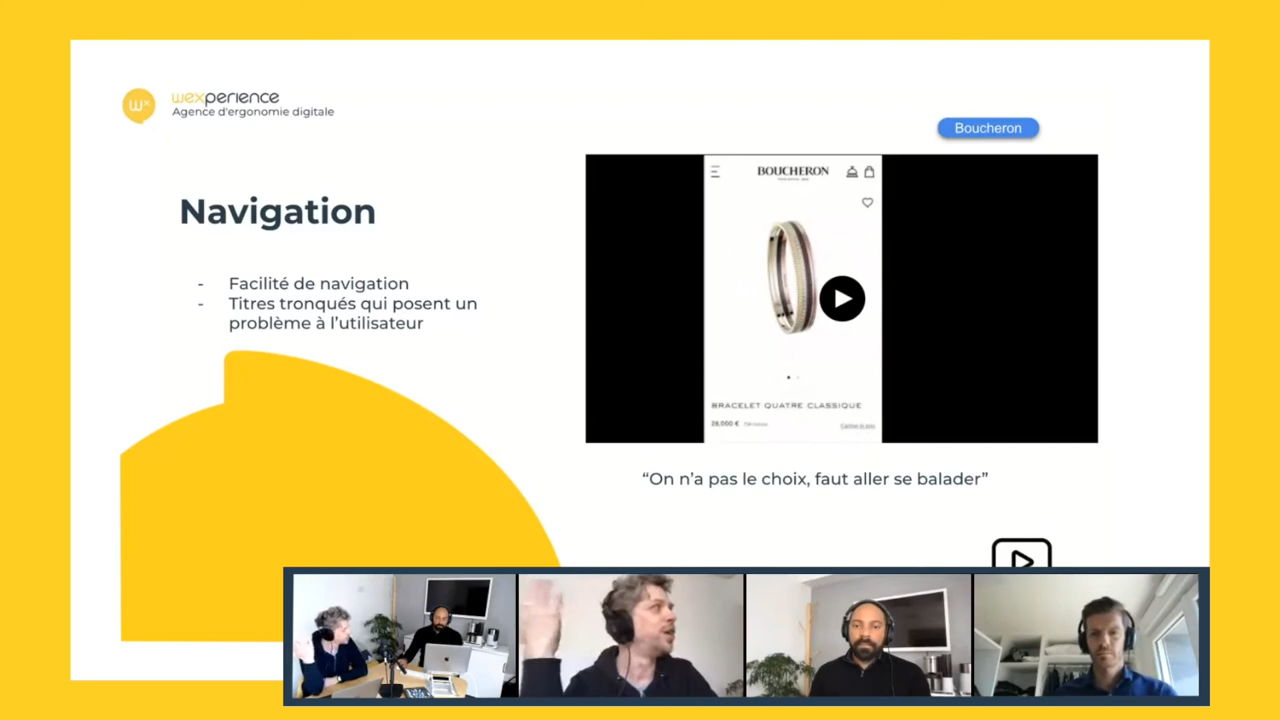 wexperience
Agence d'ergonomie digitale
Boucheron
Navigation
- Facilité de navigation
- Titres tronqués qui posent un
problème à l'utilisateur
BOUCHERON
BRACELET QUATRE CLASSIQUE
28,000 €
“On n'a pas le choix, faut aller se balader”